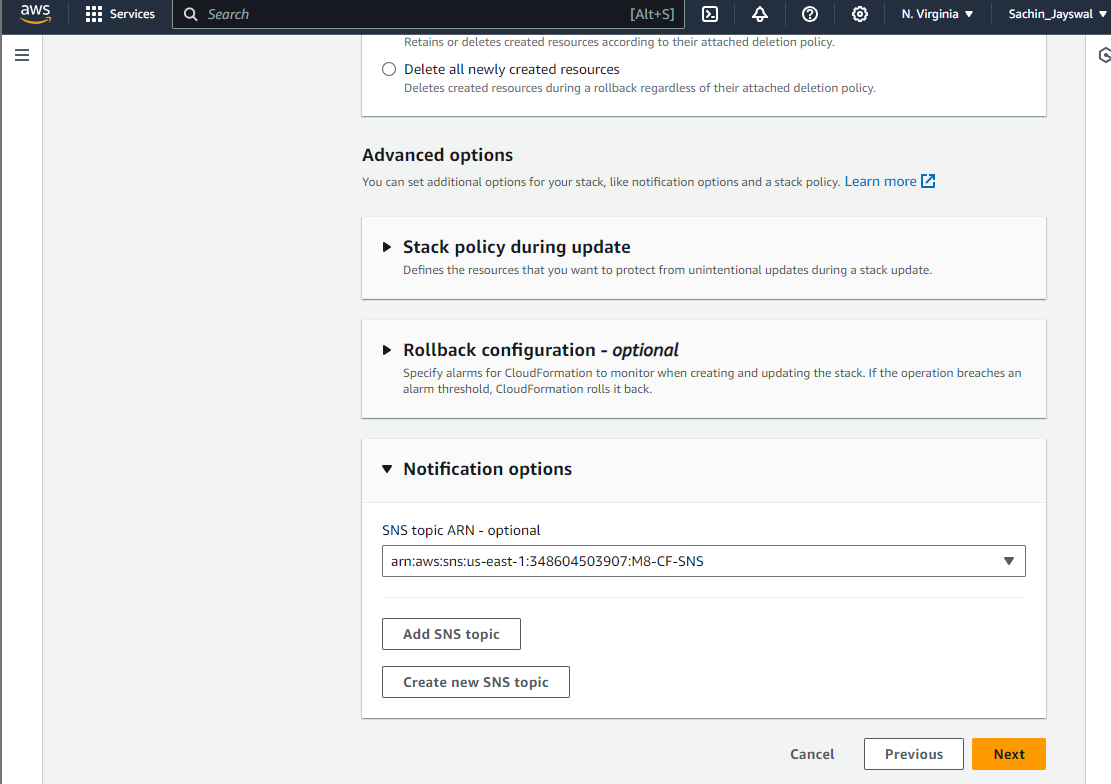 aws
Services
Search
[Alt+S]
N. Virginia
Sachin_Jayswal
Retains or deletes created resources according to their attached deletion policy.
Delete all newly created resources
Deletes created resources during a rollback regardless of their attached deletion policy.
Advanced options
You can set additional options for your stack, like notification options and a stack policy. Learn more
Stack policy during update
Defines the resources that you want to protect from unintentional updates during a stack update.
Rollback configuration - optional
Specify alarms for CloudFormation to monitor when creating and updating the stack. If the operation breaches an
alarm threshold, CloudFormation rolls it back.
Notification options
SNS topic ARN - optional
arn:aws:sns:us-east-1:348604503907:M8-CF-SNS
Add SNS topic
Create new SNS topic
Cancel
Previous
Next